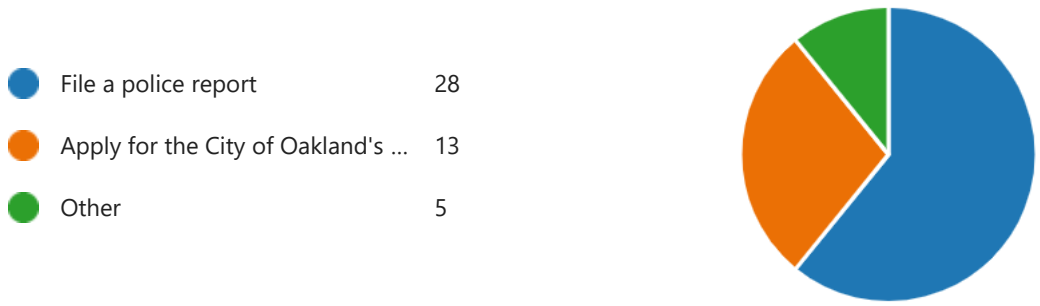 File a police report 28
Apply for the City of Oakland's ... 13
Other 5